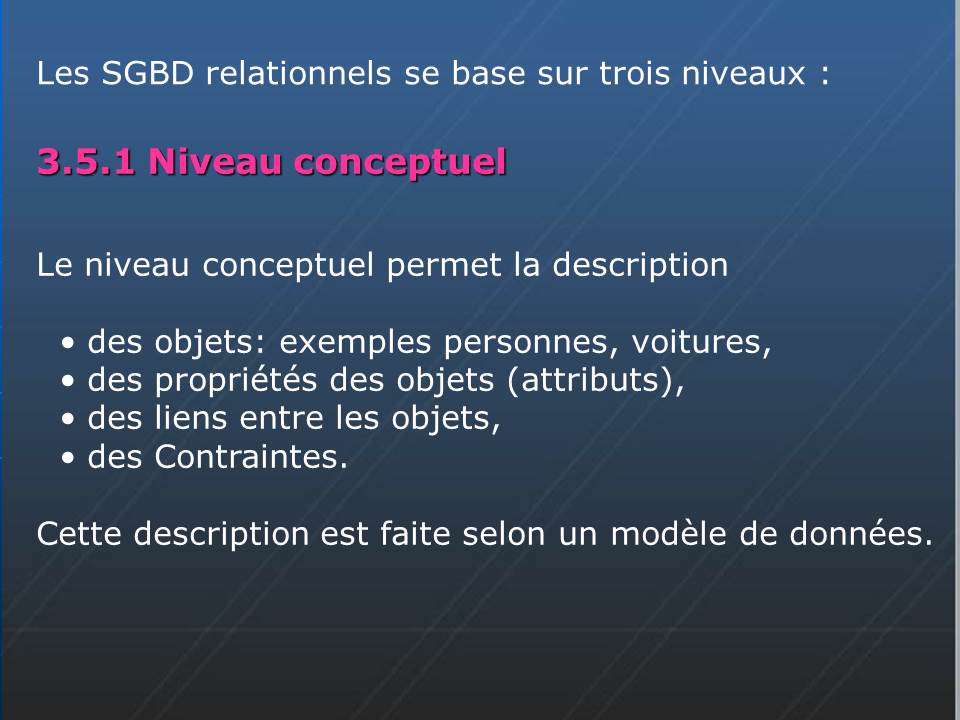 Les SGBD relationnels se base sur trois niveaux :
3.5.1 Niveau conceptuel
Le niveau conceptuel permet la description
• des objets: exemples personnes, voitures,
• des propriétés des objets (attributs),
• des liens entre les objets,
• des Contraintes.
Cette description est faite selon un modèle de données.